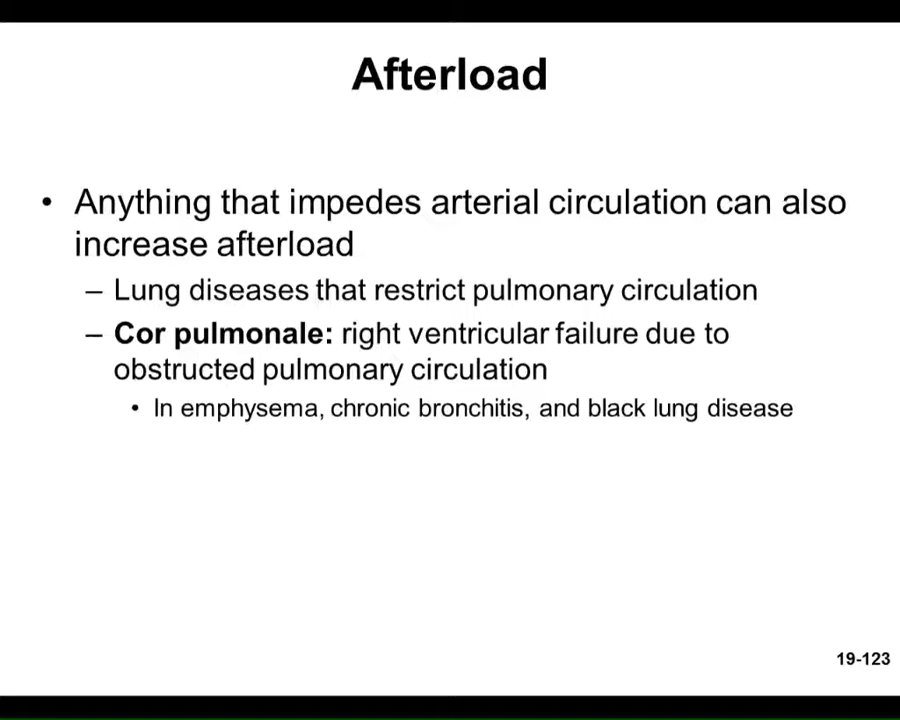 Afterload
• Anything that impedes arterial circulation can also
increase afterload
– Lung diseases that restrict pulmonary circulation
– Cor pulmonale: right ventricular failure due to
obstructed pulmonary circulation
• In emphysema, chronic bronchitis, and black lung disease
19-123